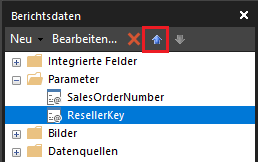 Berichtsdaten
Neu Bearbeiten...
Integrierte Felder
Parameter
SalesOrderNumber
ResellerKey
Bilder
Datenquellen